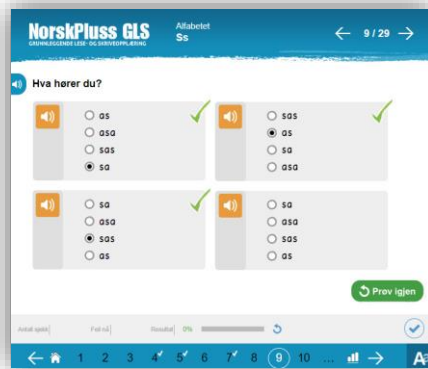 NorskPluss GLS
GRUNNLEGGENDE LESE- OG SKRIVEOPPLÆRING
Alfabetet
Ss
9 / 29
Hva hører du?
as
asa
sas
sa
sas
as
sa
asa
sa
asa
sas
as
sa
asa
sas
as
Prøv igjen
Antall sjekk|
Feil nå|
Resultat| 0%
1 2 3 4 5 6 7 8 9 10 ...